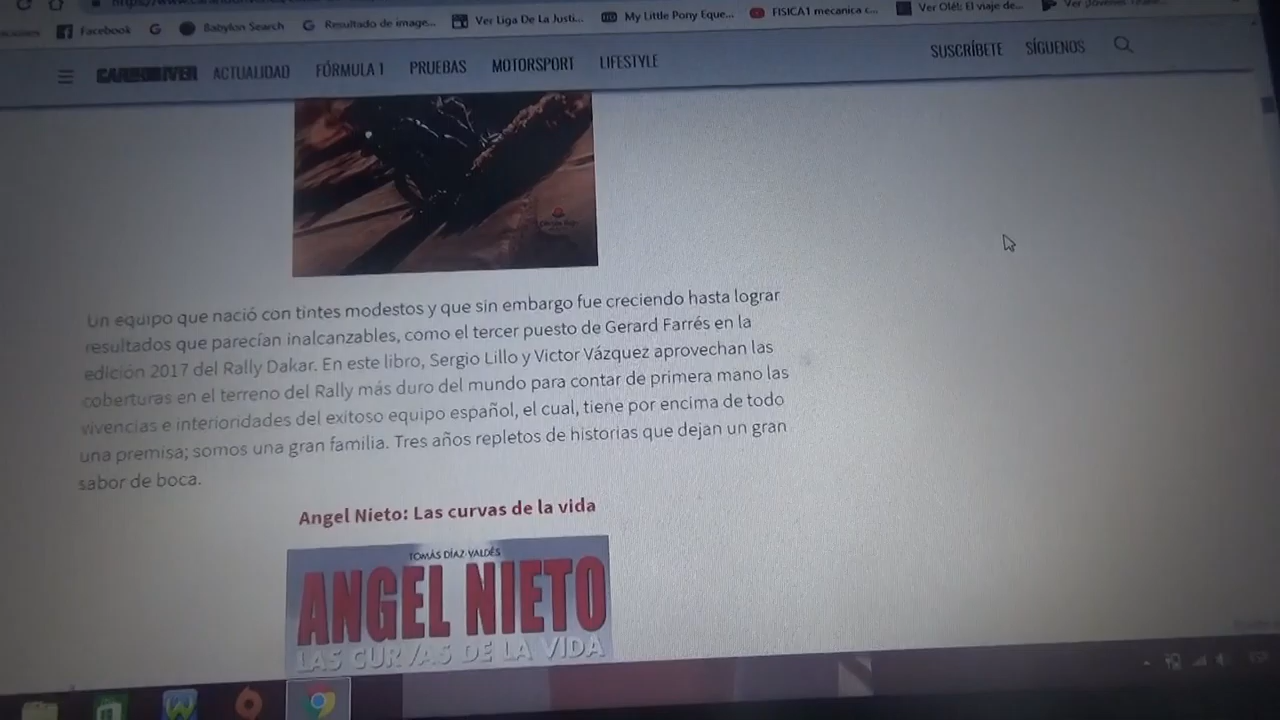 Facebook
Babylon Search
Resultado de image...
Ver Liga De La Justi...
My Little Pony Eque...
FISICA1 mecanica c...
Ver Olé!: El viaje de...
CARANDDRIVER ACTUALIDAD FÓRMULA 1 PRUEBAS MOTORSPORT LIFESTYLE SUSCRÍBETE SÍGUENOS
Un equipo que nació con tintes modestos y que sin embargo fue creciendo hasta lograr
resultados que parecían inalcanzables, como el tercer puesto de Gerard Farrés en la
edición 2017 del Rally Dakar. En este libro, Sergio Lillo y Victor Vázquez aprovechan las
coberturas en el terreno del Rally más duro del mundo para contar de primera mano las
vivencias e interioridades del exitoso equipo español, el cual, tiene por encima de todo
una premisa; somos una gran familia. Tres años repletos de historias que dejan un gran
sabor de boca.
Angel Nieto: Las curvas de la vida
TOMÁS DÍAZ-VALDÉS
ANGEL NIETO
LAS CURVAS DE LA VIDA